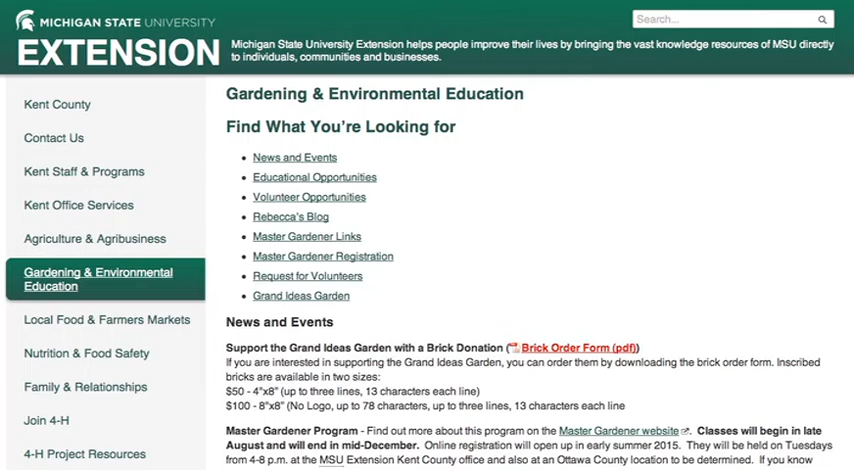 MICHIGAN STATE UNIVERSITY
Search...
EXTENSION
Michigan State University Extension helps people improve their lives by bringing the vast knowledge resources of MSU directly
to individuals, communities and businesses.
Kent County
Contact Us
Kent Staff & Programs
Kent Office Services
Agriculture & Agribusiness
Gardening & Environmental
Education
Local Food & Farmers Markets
Nutrition & Food Safety
Family & Relationships
Join 4-H
4-H Project Resources
Gardening & Environmental Education
Find What You're Looking for
• News and Events
• Educational Opportunities
• Volunteer Opportunities
• Rebecca's Blog
• Master Gardener Links
• Master Gardener Registration
• Request for Volunteers
• Grand Ideas Garden
News and Events
Support the Grand Ideas Garden with a Brick Donation (Brick Order Form (pdf))
If you are interested in supporting the Grand Ideas Garden, you can order them by downloading the brick order form. Inscribed
bricks are available in two sizes:
$50 - 4"x8" (up to three lines, 13 characters each line)
$100 - 8"x8" (No Logo, up to 78 characters, up to three lines, 13 characters each line
Master Gardener Program - Find out more about this program on the Master Gardener website. Classes will begin in late
August and will end in mid-December. Online registration will open up in early summer 2015. They will be held on Tuesdays
from 4-8 p.m. at the MSU Extension Kent County office and also at an Ottawa County location to be determined. If you know